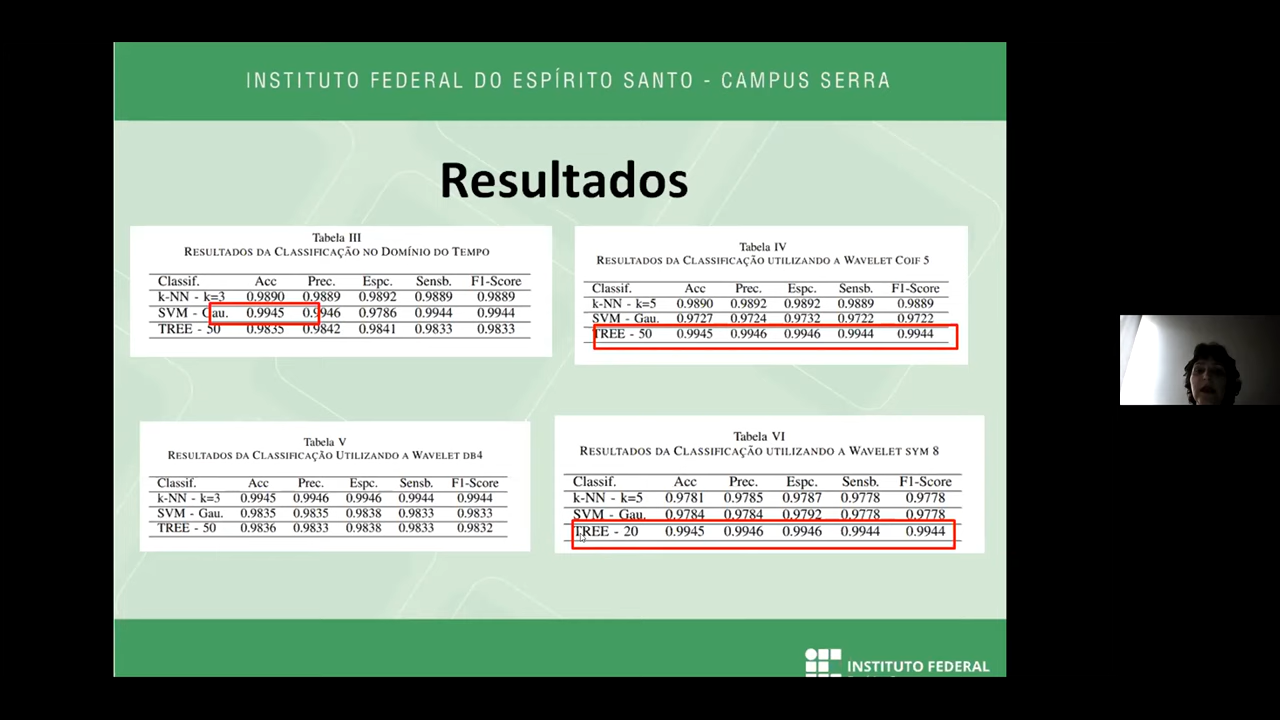 INSTITUTO FEDERAL DO ESPÍRITO SANTO - CAMPUS SERRA
Resultados
Tabela III
RESULTADOS DA CLASSIFICAÇÃO NO DOMÍNIO DO TEMPO
Classif. Acc Prec. Espc. Sensb. F1-Score
k-NN - k=3 0.9890 0.9889 0.9892 0.9889 0.9889
SVM - Gau. 0.9945 0.9946 0.9786 0.9944 0.9944
TREE - 50 0.9835 0.9842 0.9841 0.9833 0.9833
Tabela IV
RESULTADOS DA CLASSIFICAÇÃO UTILIZANDO A WAVELET COIF 5
Classif. Acc Prec. Espc. Sensb. F1-Score
k-NN - k=5 0.9890 0.9892 0.9892 0.9889 0.9889
SVM - Gau. 0.9727 0.9724 0.9732 0.9722 0.9722
TREE - 50 0.9945 0.9946 0.9946 0.9944 0.9944
Tabela V
RESULTADOS DA CLASSIFICAÇÃO UTILIZANDO A WAVELET DB4
Classif. Acc Prec. Espc. Sensb. F1-Score
k-NN - k=3 0.9945 0.9946 0.9946 0.9944 0.9944
SVM - Gau. 0.9835 0.9835 0.9838 0.9833 0.9833
TREE - 50 0.9836 0.9833 0.9838 0.9833 0.9832
Tabela VI
RESULTADOS DA CLASSIFICAÇÃO UTILIZANDO A WAVELET SYM 8
Classif. Acc Prec. Espc. Sensb. F1-Score
k-NN - k=5 0.9781 0.9785 0.9787 0.9778 0.9778
SVM - Gau. 0.9784 0.9784 0.9792 0.9778 0.9778
TREE - 20 0.9945 0.9946 0.9946 0.9944 0.9944
INSTITUTO FEDERAL